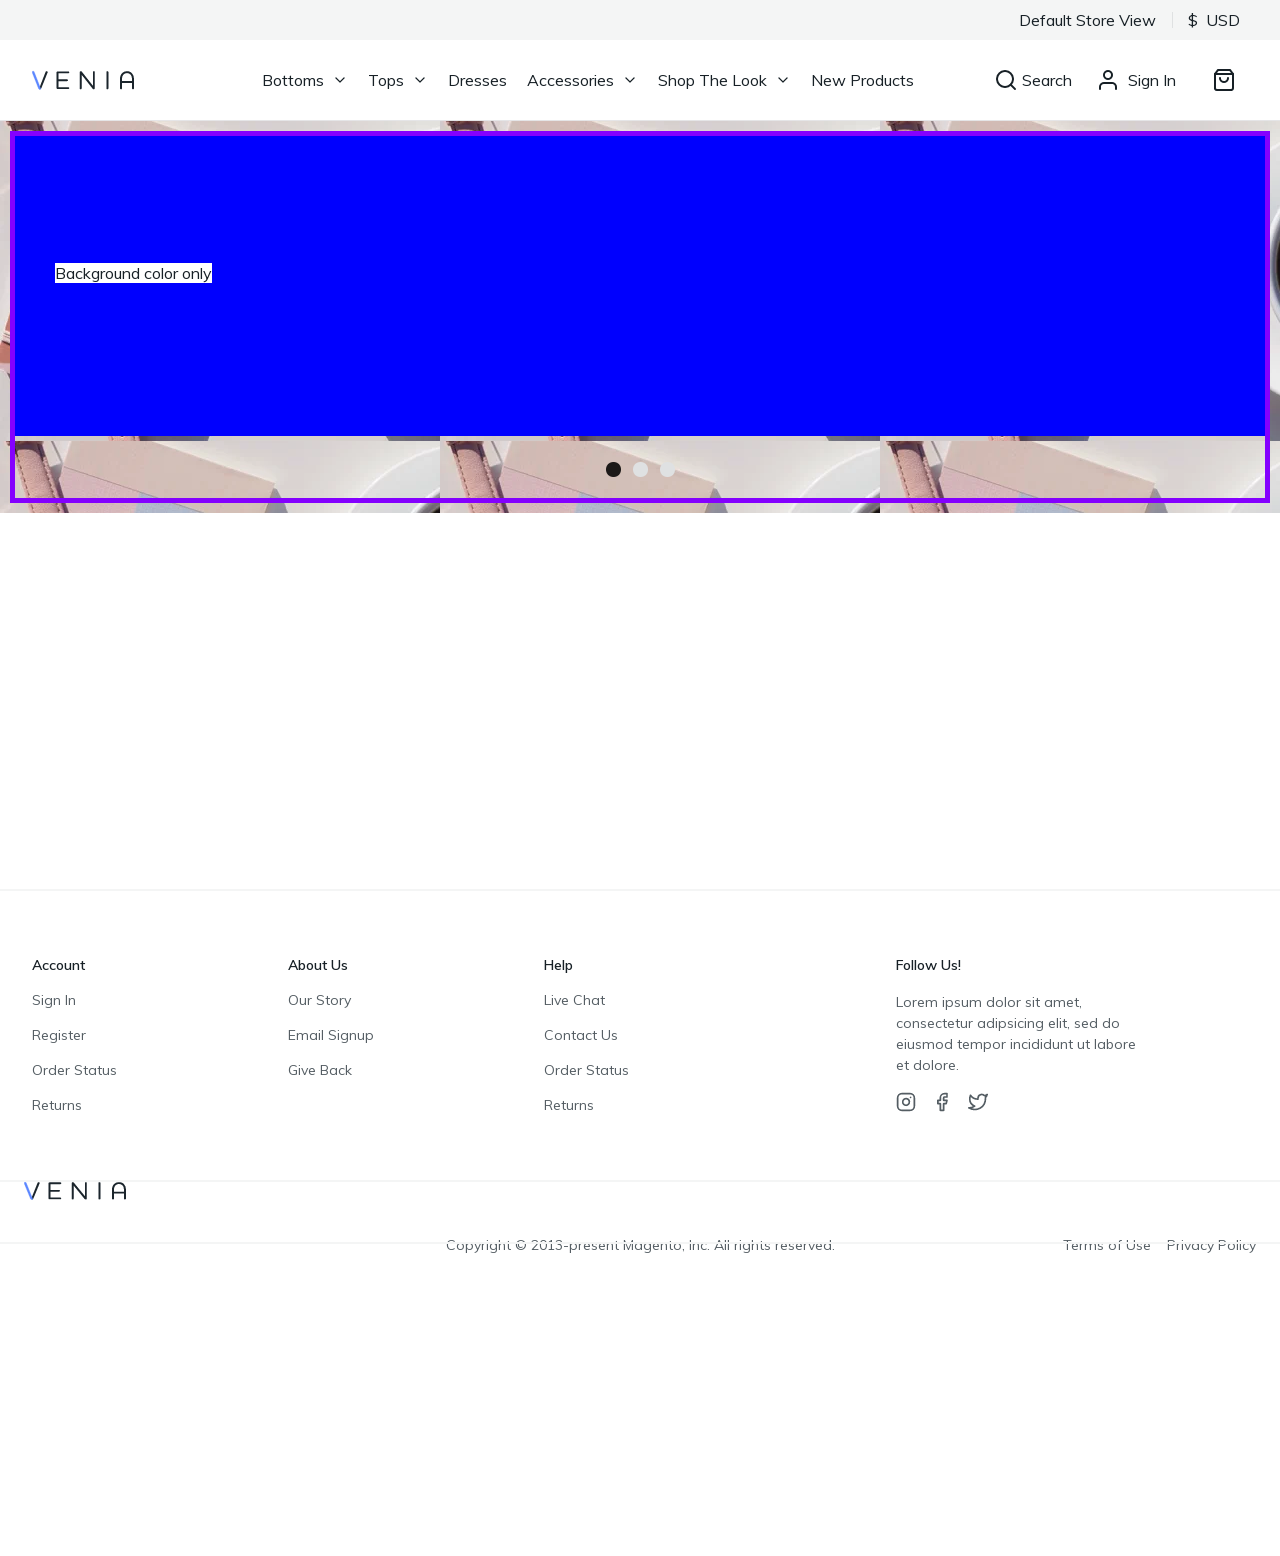 Default Store View $ USD
VENIA Bottoms Tops Dresses Accessories Shop The Look New Products Search Sign In
Background color only
Account About Us Help Follow Us!
Sign In Our Story Live Chat Lorem ipsum dolor sit amet,
consectetur adipsicing elit, sed do
Register Email Signup Contact Us eiusmod tempor incididunt ut labore
Order Status Give Back Order Status et dolore.
Returns Returns
VENIA
Copyright © 2013-present Magento, Inc. All rights reserved. Terms of Use Privacy Policy